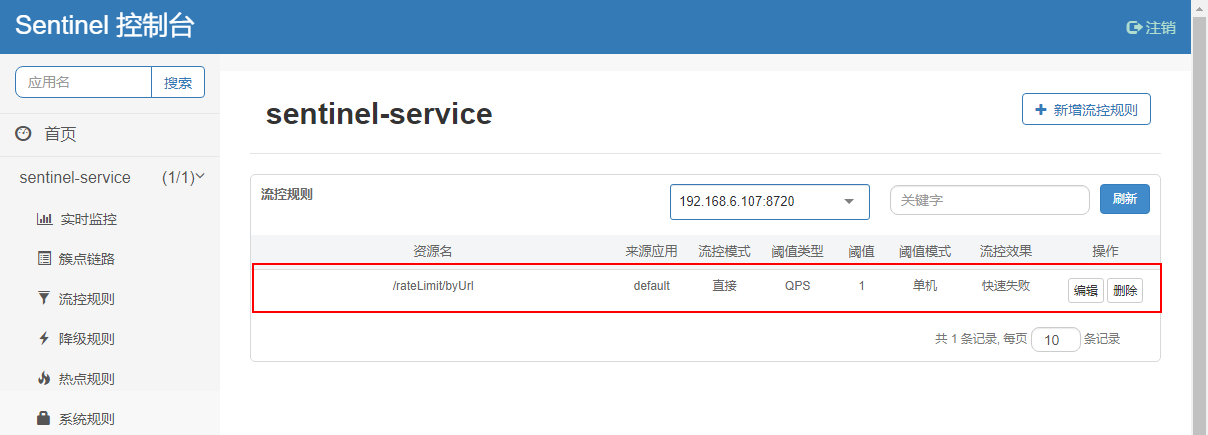 Sentinel 控制台
注销
应用名 搜索
首页
sentinel-service (1/1)
实时监控
簇点链路
流控规则
降级规则
热点规则
系统规则
sentinel-service
新增流控规则
流控规则 192.168.6.107:8720 关键字 刷新
资源名 来源应用 流控模式 阈值类型 阈值 阈值模式 流控效果 操作
/rateLimit/byUrl default 直接 QPS 1 单机 快速失败 编辑 删除
共 1 条记录, 每页 10 条记录